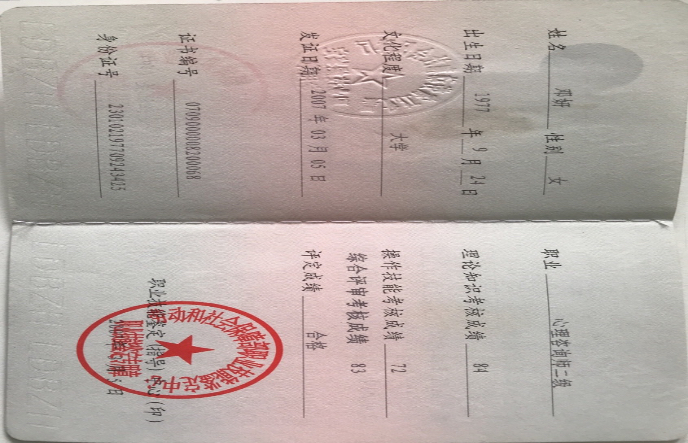 姓名 邓妍 性别 女
出生日期 1977 年 9 月 24 日
文化程度 大学
发证日期 2007 年 03 月 05 日
证书编号 0709000008200068
身份证号 230102197709243425
职业 心理咨询师二级
理论知识考核成绩 84
操作技能考核成绩 72
综合评审考核成绩 83
评定成绩 合格
职业技能鉴定(指导)中心(印)